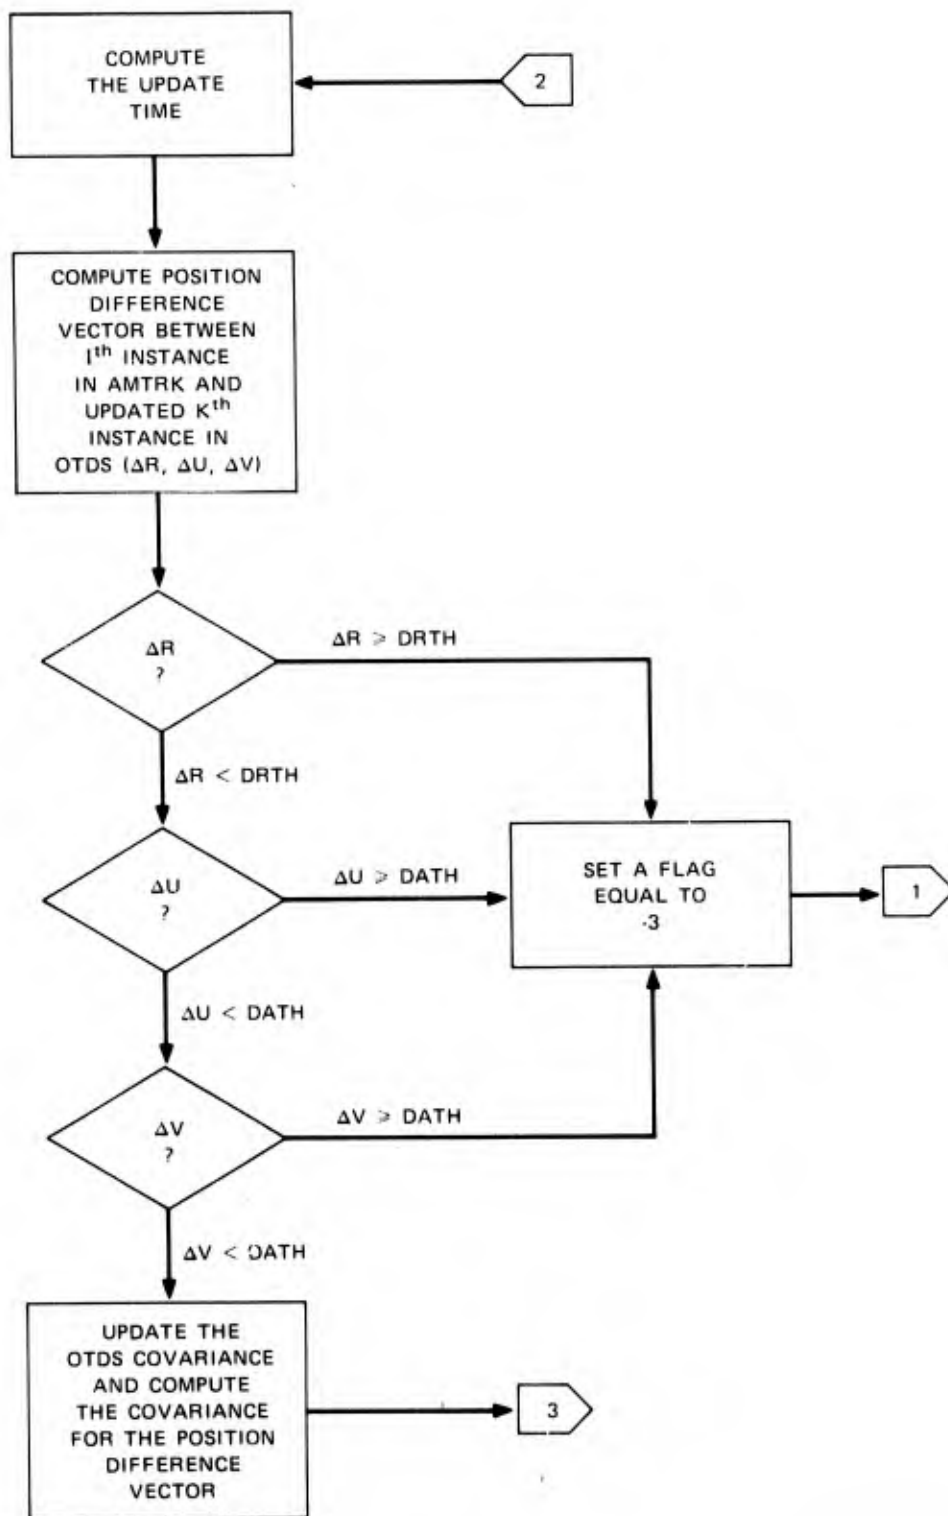 COMPUTE
THE UPDATE
TIME
2
COMPUTE POSITION
DIFFERENCE
VECTOR BETWEEN
Ith INSTANCE
IN AMTRK AND
UPDATED Kth
INSTANCE IN
OTDS (ΔR, ΔU, ΔV)
ΔR
?
ΔR ⩾ DRTH
ΔR < DRTH
ΔU
?
ΔU ⩾ DATH
SET A FLAG
EQUAL TO
-3
1
ΔU < DATH
ΔV
?
ΔV ⩾ DATH
ΔV < DATH
UPDATE THE
OTDS COVARIANCE
AND COMPUTE
THE COVARIANCE
FOR THE POSITION
DIFFERENCE
VECTOR
3